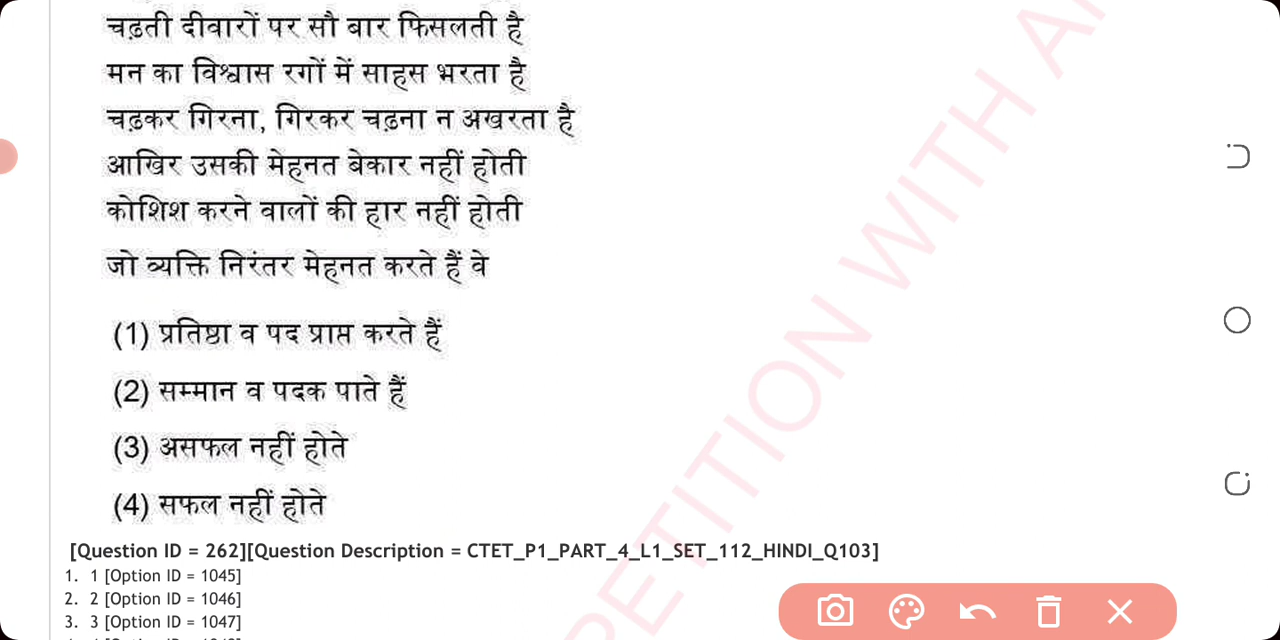 चढ़ती दीवारों पर सौ बार फिसलती है
मन का विश्वास रगों में साहस भरता है
चढ़कर गिरना, गिरकर चढ़ना न अखरता है
आखिर उसकी मेहनत बेकार नहीं होती
कोशिश करने वालों की हार नहीं होती
जो व्यक्ति निरंतर मेहनत करते हैं वे
(1) प्रतिष्ठा व पद प्राप्त करते हैं
(2) सम्मान व पदक पाते हैं
(3) असफल नहीं होते
(4) सफल नहीं होते
[Question ID = 262][Question Description = CTET_P1_PART_4_L1_SET_112_HINDI_Q103]
1. 1 [Option ID = 1045]
2. 2 [Option ID = 1046]
3. 3 [Option ID = 1047]
PETITION WITH